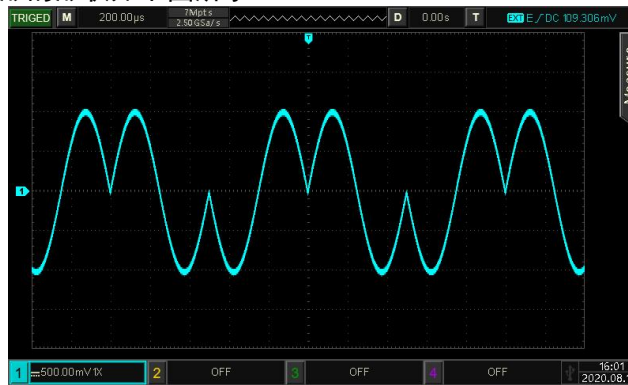 TRIGED M 200.00μs 7Mpts D 0.00s T EXT E DC 109.306mV
2.50GSa/s
T
Measure
1
1 500.00mV 1X 2 OFF 3 OFF 4 OFF 16:01
2020.08.